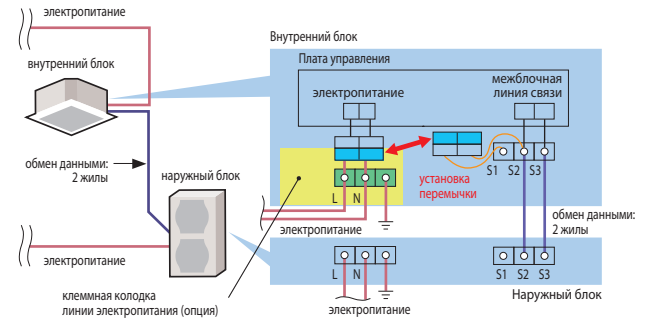 электропитание
внутренний блок
обмен данными:
2 жилы
наружный блок
электропитание
клеммная колодка
линии электропитания (опция)
Внутренний блок
Плата управления
электропитание
межблочная
линия связи
S1 S2 S3
установка
перемычки
L N
электропитание
обмен данными:
2 жилы
L N
S1 S2 S3
Наружный блок
электропитание